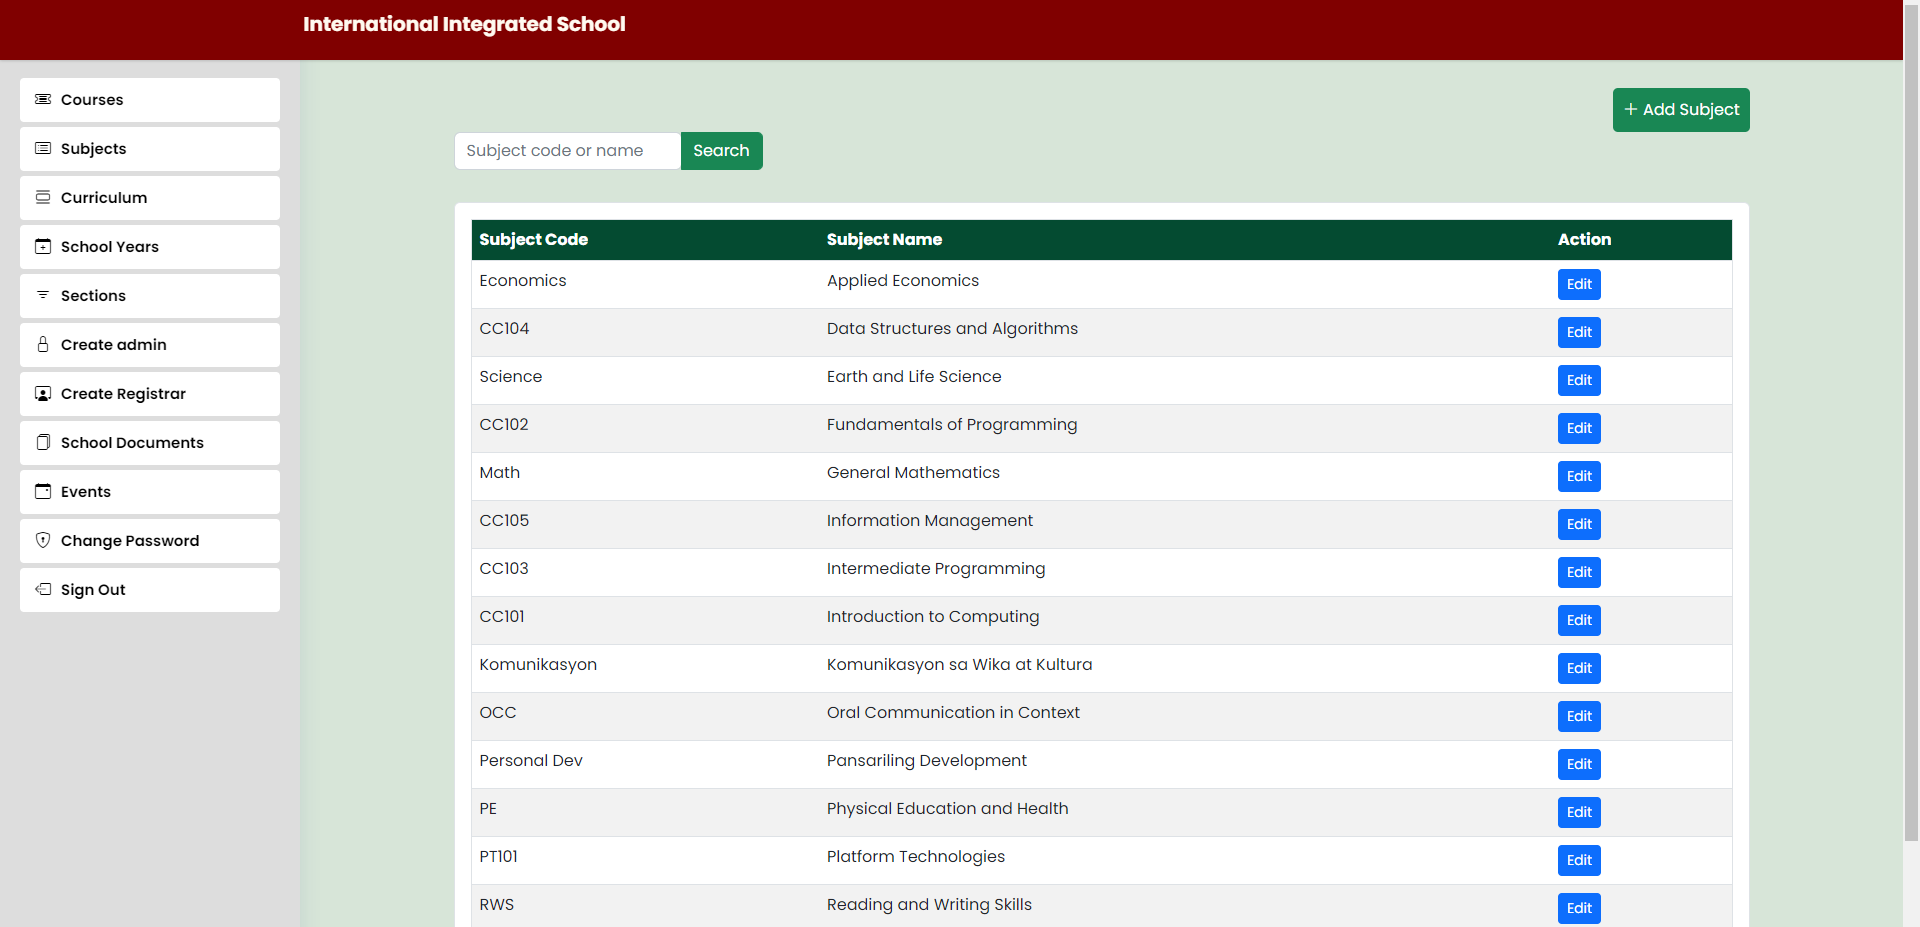 International Integrated School
Courses
Subjects
Curriculum
School Years
Sections
Create admin
Create Registrar
School Documents
Events
Change Password
Sign Out
+ Add Subject
Subject code or name Search
Subject Code Subject Name Action
Economics Applied Economics Edit
CC104 Data Structures and Algorithms Edit
Science Earth and Life Science Edit
CC102 Fundamentals of Programming Edit
Math General Mathematics Edit
CC105 Information Management Edit
CC103 Intermediate Programming Edit
CC101 Introduction to Computing Edit
Komunikasyon Komunikasyon sa Wika at Kultura Edit
OCC Oral Communication in Context Edit
Personal Dev Pansariling Development Edit
PE Physical Education and Health Edit
PT101 Platform Technologies Edit
RWS Reading and Writing Skills Edit